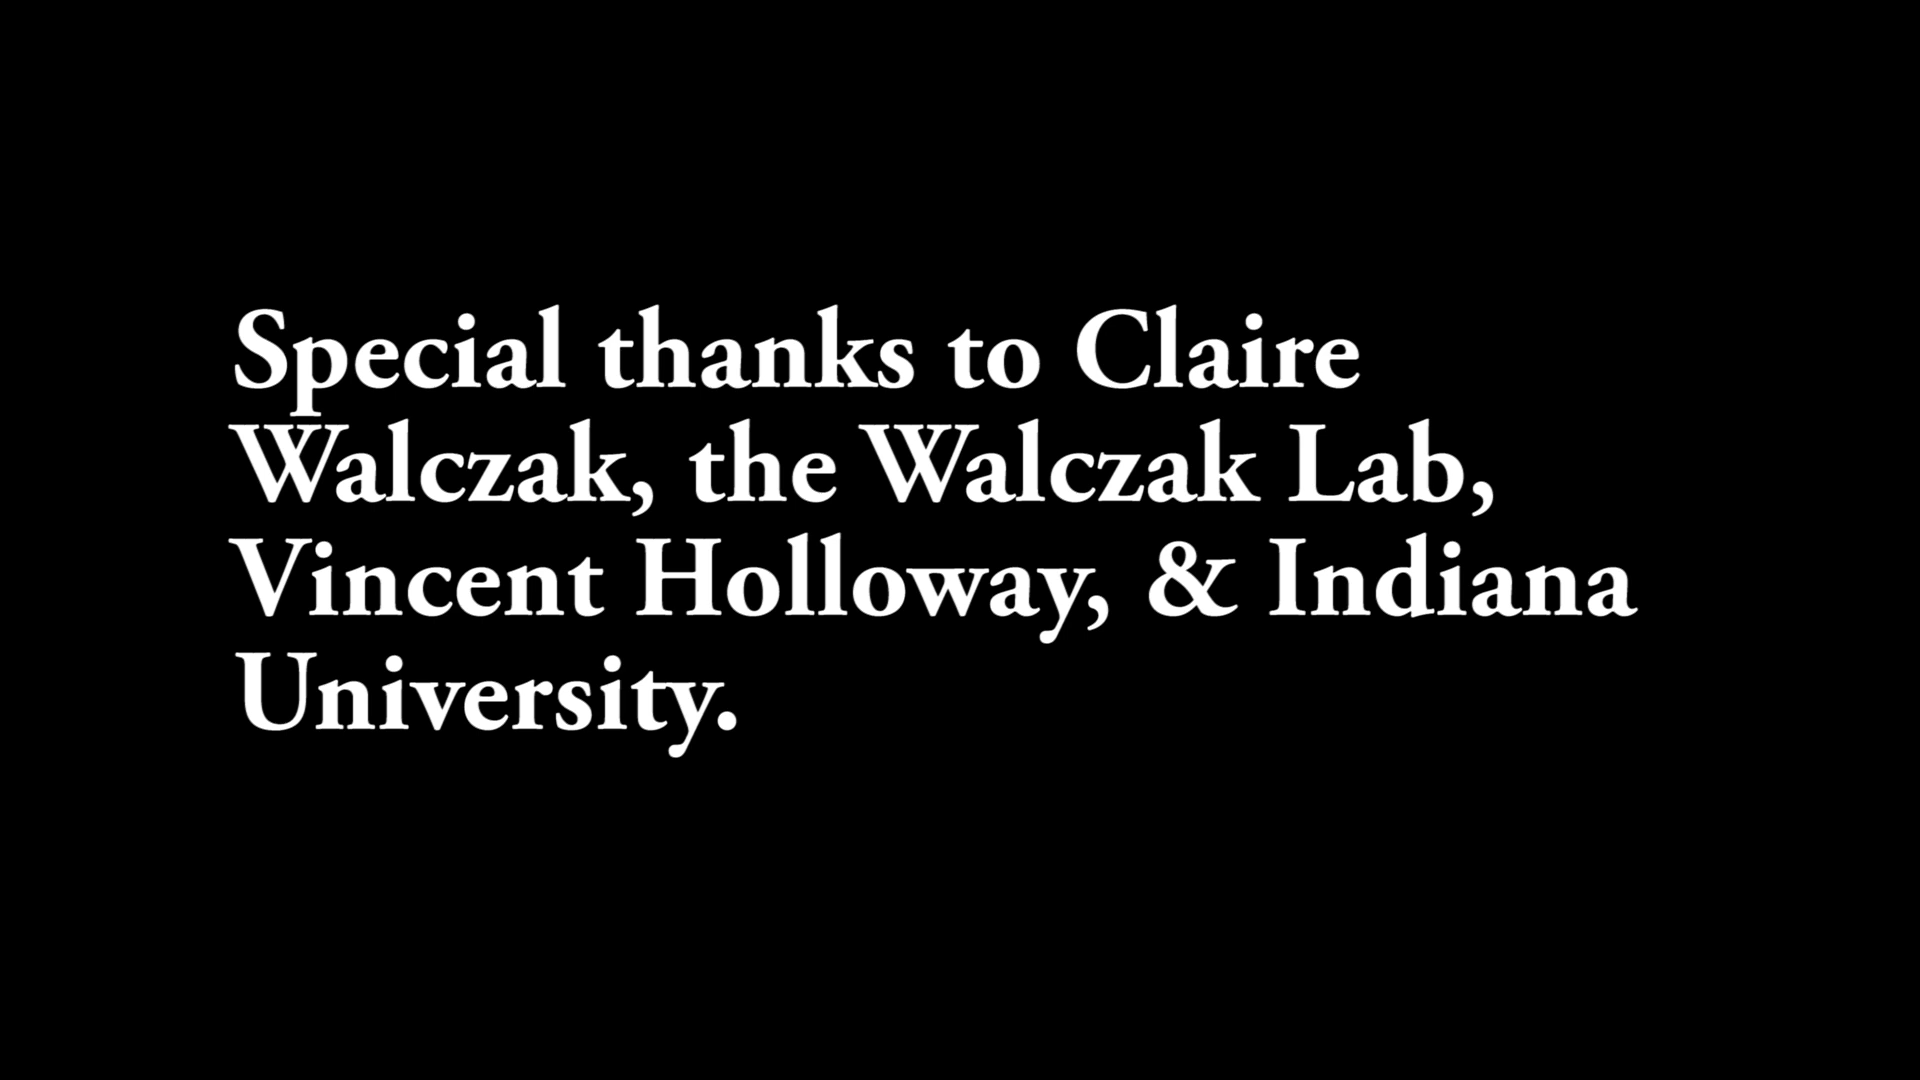 Special thanks to Claire
Walczak, the Walczak Lab,
Vincent Holloway, & Indiana
University.